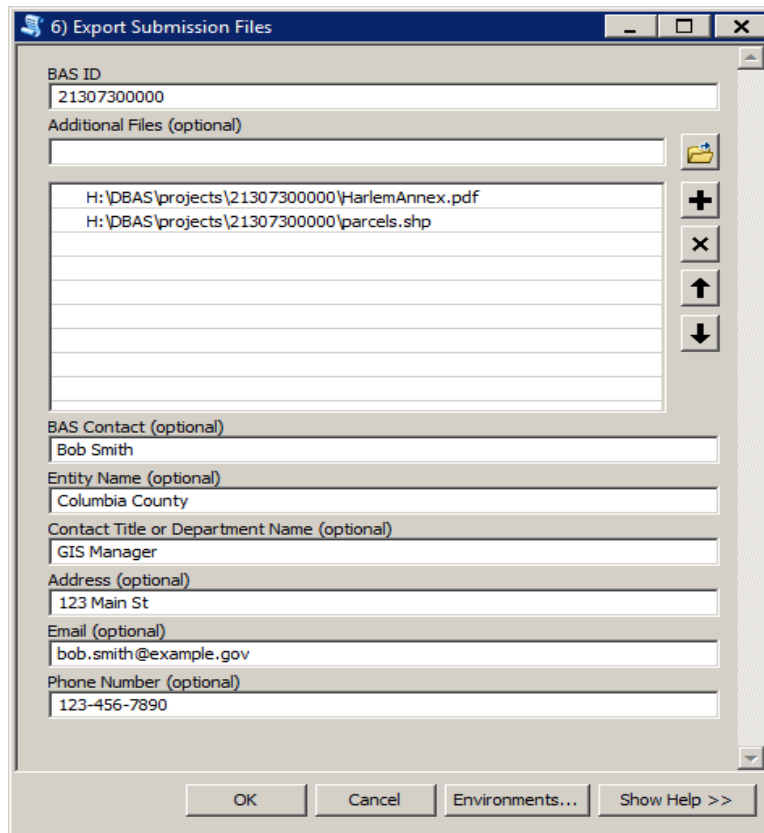 6) Export Submission Files
BAS ID
21307300000
Additional Files (optional)
H:\DBAS\projects\21307300000\HarlemAnnex.pdf
H:\DBAS\projects\21307300000\parcels.shp
BAS Contact (optional)
Bob Smith
Entity Name (optional)
Columbia County
Contact Title or Department Name (optional)
GIS Manager
Address (optional)
123 Main St
Email (optional)
bob.smith@example.gov
Phone Number (optional)
123-456-7890
OK Cancel Environments... Show Help >>